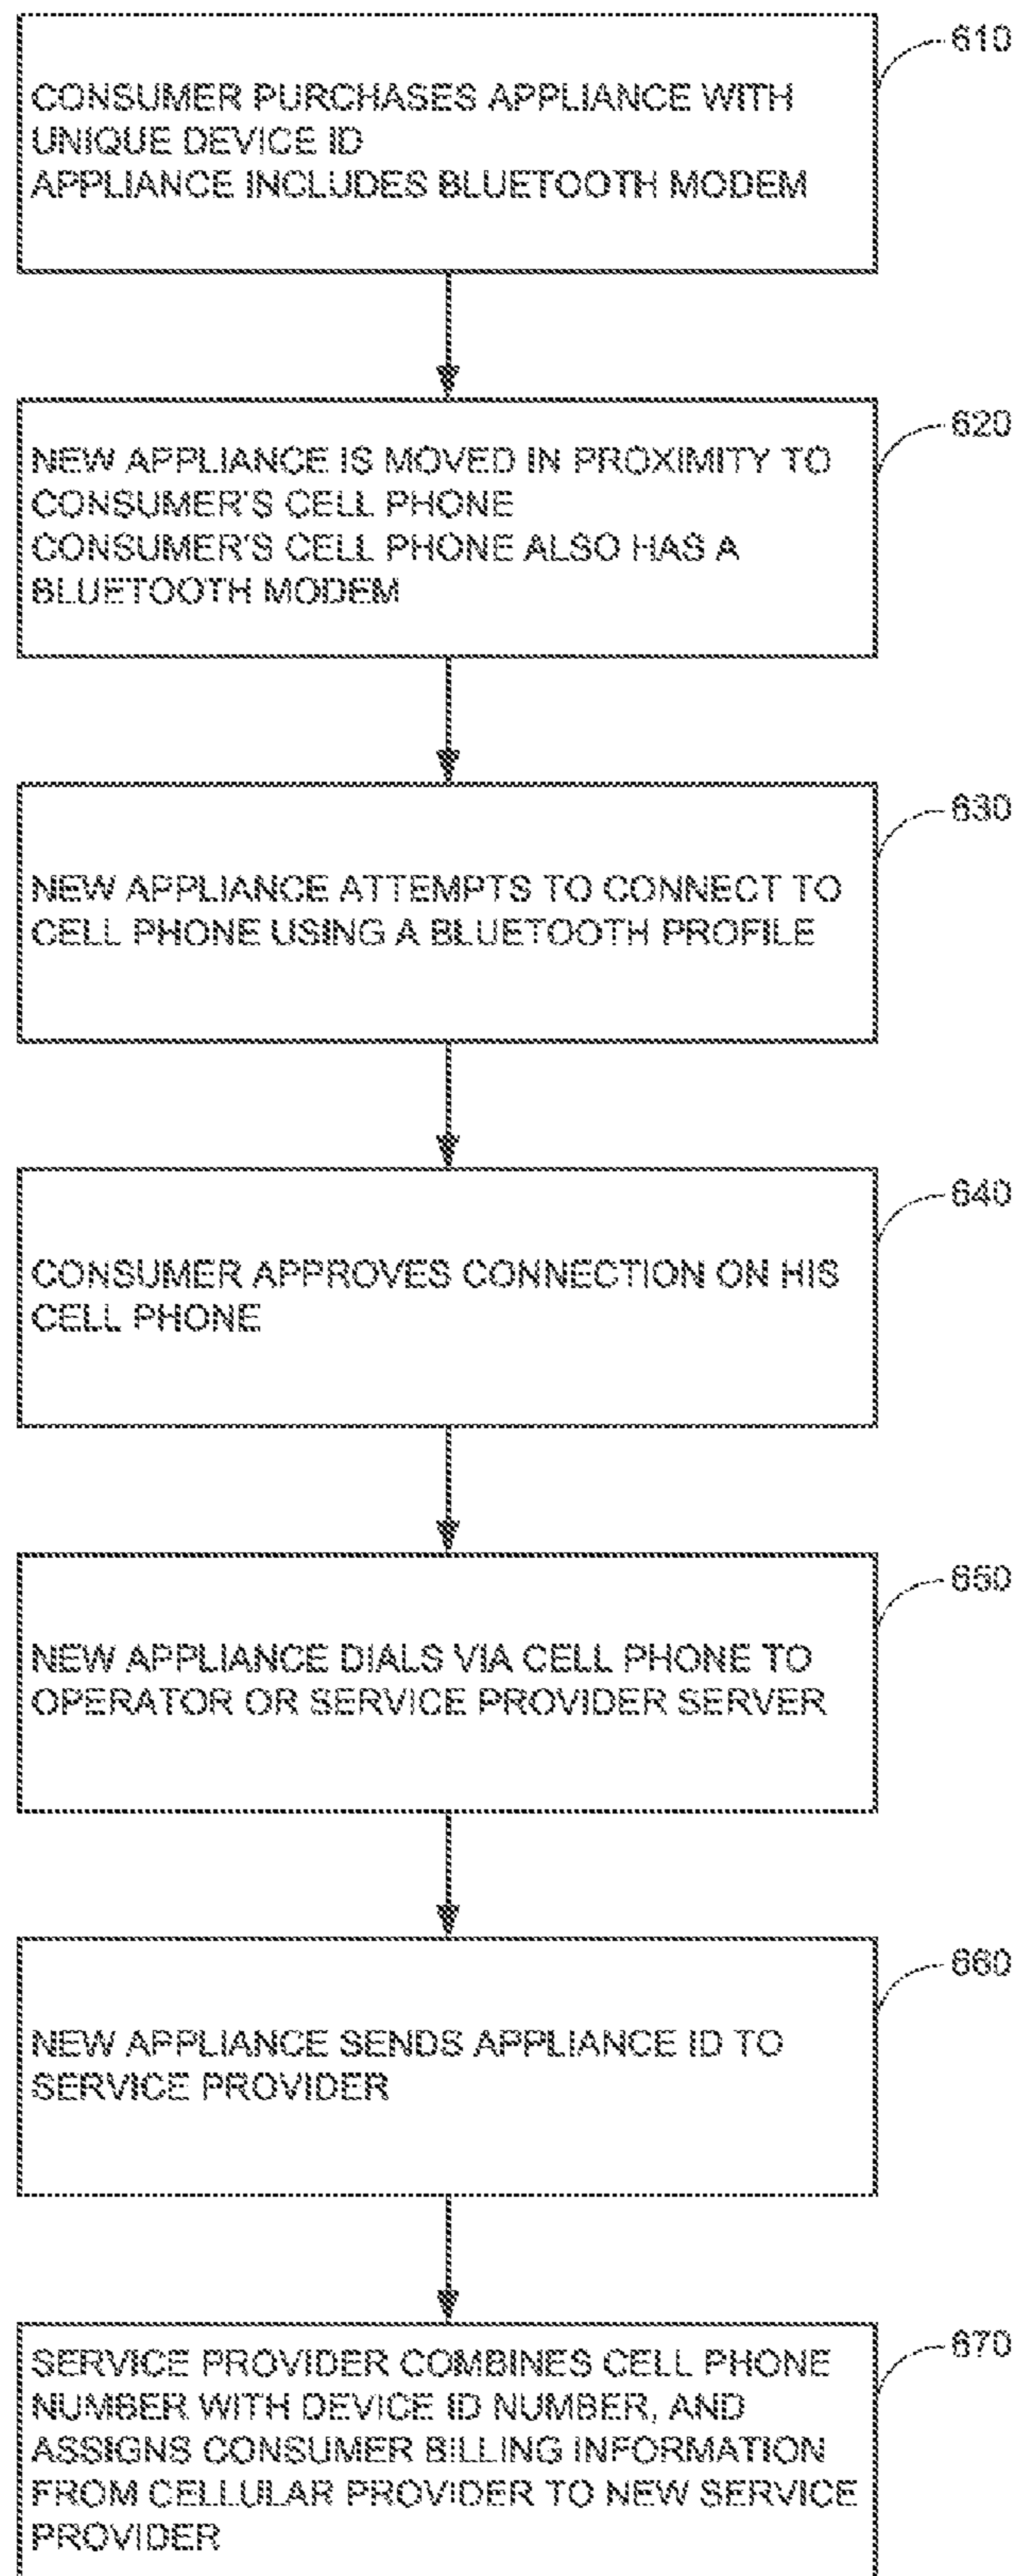 610
CONSUMER PURCHASES APPLIANCE WITH
UNIQUE DEVICE ID
APPLIANCE INCLUDES BLUETOOTH MODEM
620
NEW APPLIANCE IS MOVED IN PROXIMITY TO
CONSUMER'S CELL PHONE
CONSUMER'S CELL PHONE ALSO HAS A
BLUETOOTH MODEM
630
NEW APPLIANCE ATTEMPTS TO CONNECT TO
CELL PHONE USING A BLUETOOTH PROFILE
640
CONSUMER APPROVES CONNECTION ON HIS
CELL PHONE
650
NEW APPLIANCE DIALS VIA CELL PHONE TO
OPERATOR OR SERVICE PROVIDER SERVER
660
NEW APPLIANCE SENDS APPLIANCE ID TO
SERVICE PROVIDER
670
SERVICE PROVIDER COMBINES CELL PHONE
NUMBER WITH DEVICE ID NUMBER, AND
ASSIGNS CONSUMER BILLING INFORMATION
FROM CELLULAR PROVIDER TO NEW SERVICE
PROVIDER